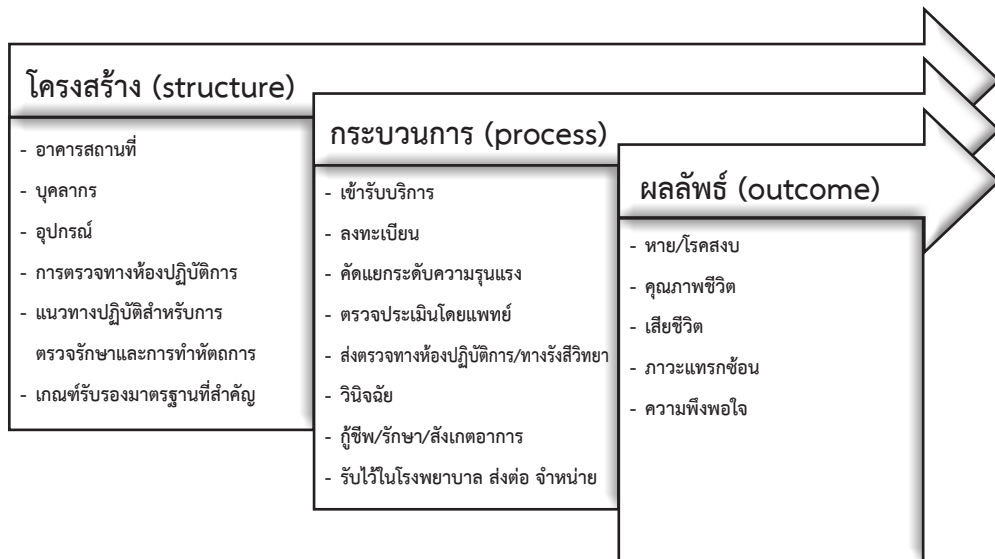 โครงสร้าง (structure)
- อาคารสถานที่
- บุคลากร
- อุปกรณ์
- การตรวจทางห้องปฏิบัติการ
- แนวทางปฏิบัติสำหรับการ
ตรวจรักษาและการทำหัตถการ
- เกณฑ์รับรองมาตรฐานที่สำคัญ
กระบวนการ (process)
- เข้ารับบริการ
- ลงทะเบียน
- คัดแยกระดับความรุนแรง
- ตรวจประเมินโดยแพทย์
- ส่งตรวจทางห้องปฏิบัติการ/ทางรังสีวิทยา
- วินิจฉัย
- กู้ชีพ/รักษา/สังเกตอาการ
- รับไว้ในโรงพยาบาล ส่งต่อ จำหน่าย
ผลลัพธ์ (outcome)
- หาย/โรคสงบ
- คุณภาพชีวิต
- เสียชีวิต
- ภาวะแทรกซ้อน
- ความพึงพอใจ